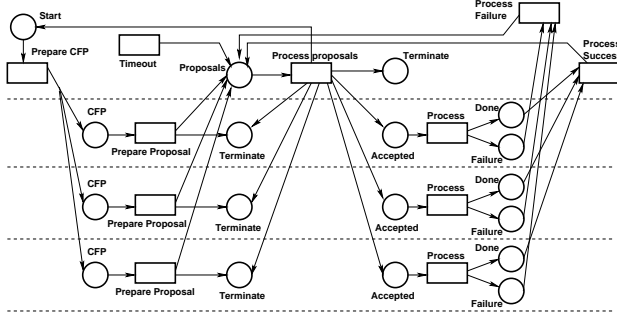 Start
Process
Failure
Prepare CFP
Timeout
Proposals
Process proposals
Terminate
Process
Success
CFP
Prepare Proposal
Terminate
Accepted
Process
Done
Failure
CFP
Prepare Proposal
Terminate
Accepted
Process
Done
Failure
CFP
Prepare Proposal
Terminate
Accepted
Process
Done
Failure